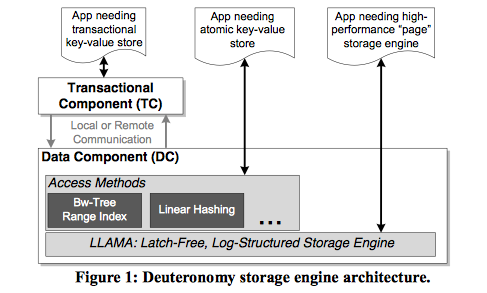 App needing
transactional
key-value store
App needing
atomic key-value
store
App needing high-
performance “page”
storage engine
Transactional
Component (TC)
Local or Remote
Communication
Data Component (DC)
Access Methods
Bw-Tree
Range Index
Linear Hashing
...
LLAMA: Latch-Free, Log-Structured Storage Engine
Figure 1: Deuteronomy storage engine architecture.